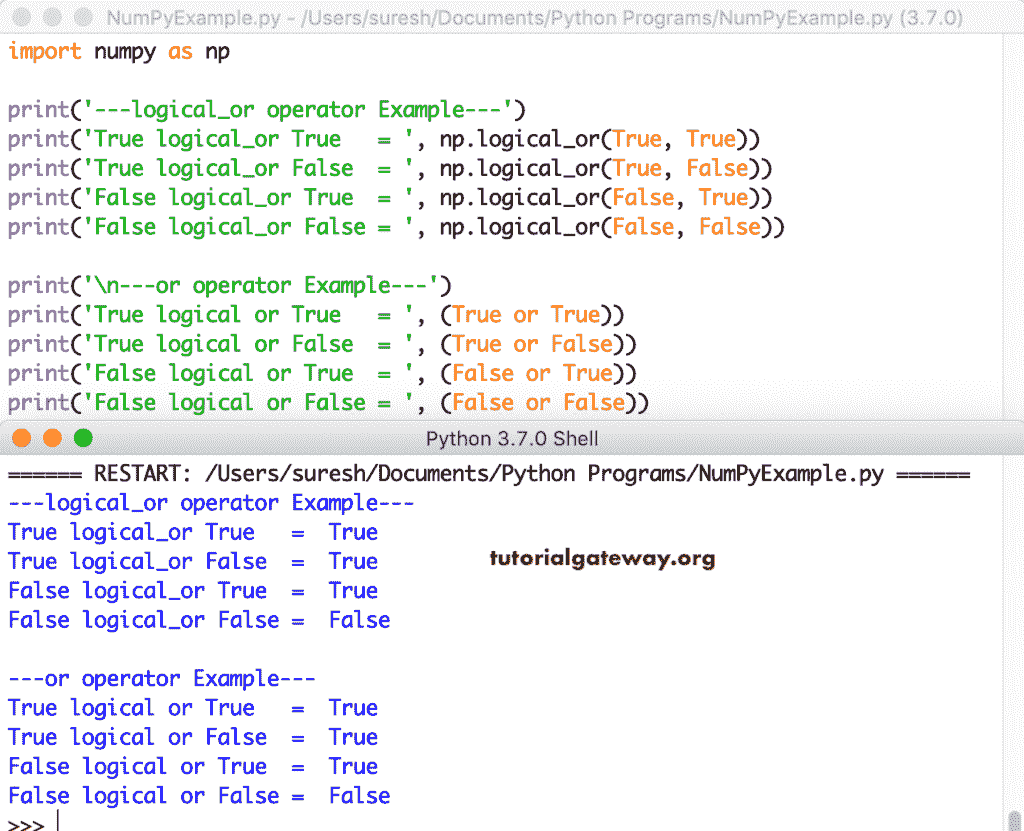 NumPyExample.py - /Users/suresh/Documents/Python Programs/NumPyExample.py (3.7.0)
import numpy as np
print('---logical_or operator Example---')
print('True logical_or True   = ', np.logical_or(True, True))
print('True logical_or False  = ', np.logical_or(True, False))
print('False logical_or True  = ', np.logical_or(False, True))
print('False logical_or False = ', np.logical_or(False, False))
print('\n---or operator Example---')
print('True logical or True   = ', (True or True))
print('True logical or False  = ', (True or False))
print('False logical or True  = ', (False or True))
print('False logical or False = ', (False or False))
Python 3.7.0 Shell
====== RESTART: /Users/suresh/Documents/Python Programs/NumPyExample.py ======
---logical_or operator Example---
True logical_or True   =  True
True logical_or False  =  True
tutorialgateway.org
False logical_or True  =  True
False logical_or False =  False
---or operator Example---
True logical or True   =  True
True logical or False  =  True
False logical or True  =  True
False logical or False =  False
>>>